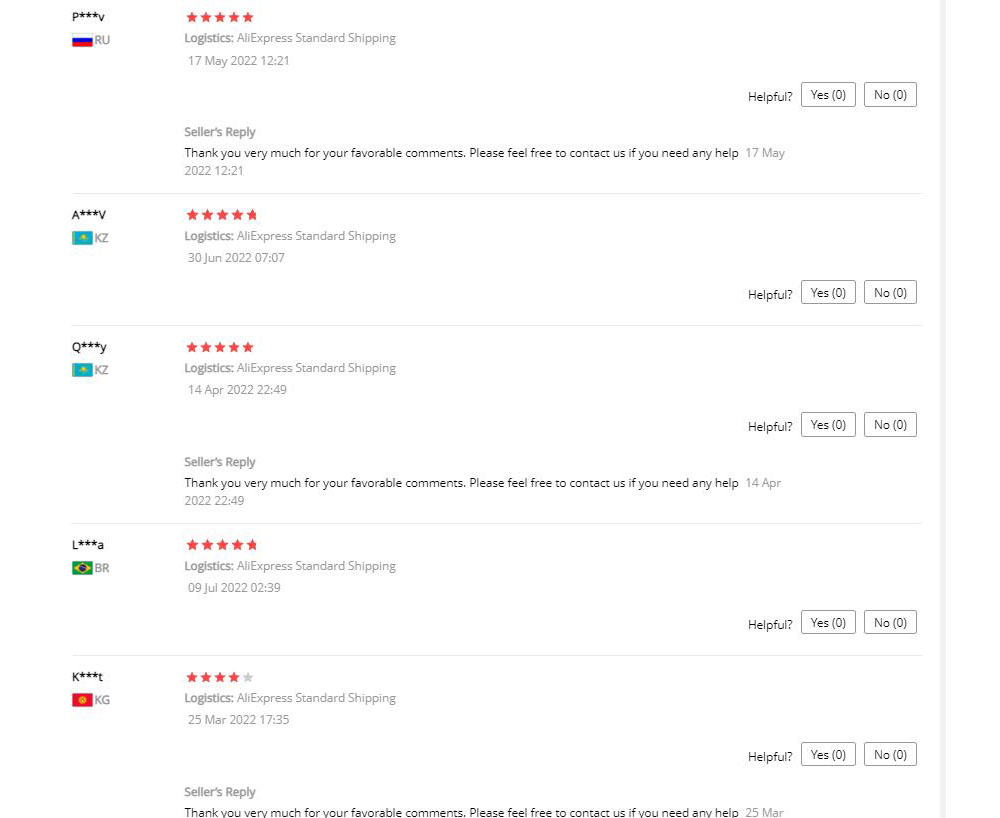 P***v
RU
Logistics: AliExpress Standard Shipping
17 May 2022 12:21
Helpful? Yes (0) No (0)
Seller's Reply
Thank you very much for your favorable comments. Please feel free to contact us if you need any help 17 May
2022 12:21
A***V
KZ
Logistics: AliExpress Standard Shipping
30 Jun 2022 07:07
Helpful? Yes (0) No (0)
Q***y
KZ
Logistics: AliExpress Standard Shipping
14 Apr 2022 22:49
Helpful? Yes (0) No (0)
Seller's Reply
Thank you very much for your favorable comments. Please feel free to contact us if you need any help 14 Apr
2022 22:49
L***a
BR
Logistics: AliExpress Standard Shipping
09 Jul 2022 02:39
Helpful? Yes (0) No (0)
K***t
KG
Logistics: AliExpress Standard Shipping
25 Mar 2022 17:35
Helpful? Yes (0) No (0)
Seller's Reply
Thank you very much for your favorable comments. Please feel free to contact us if you need any help 25 Mar